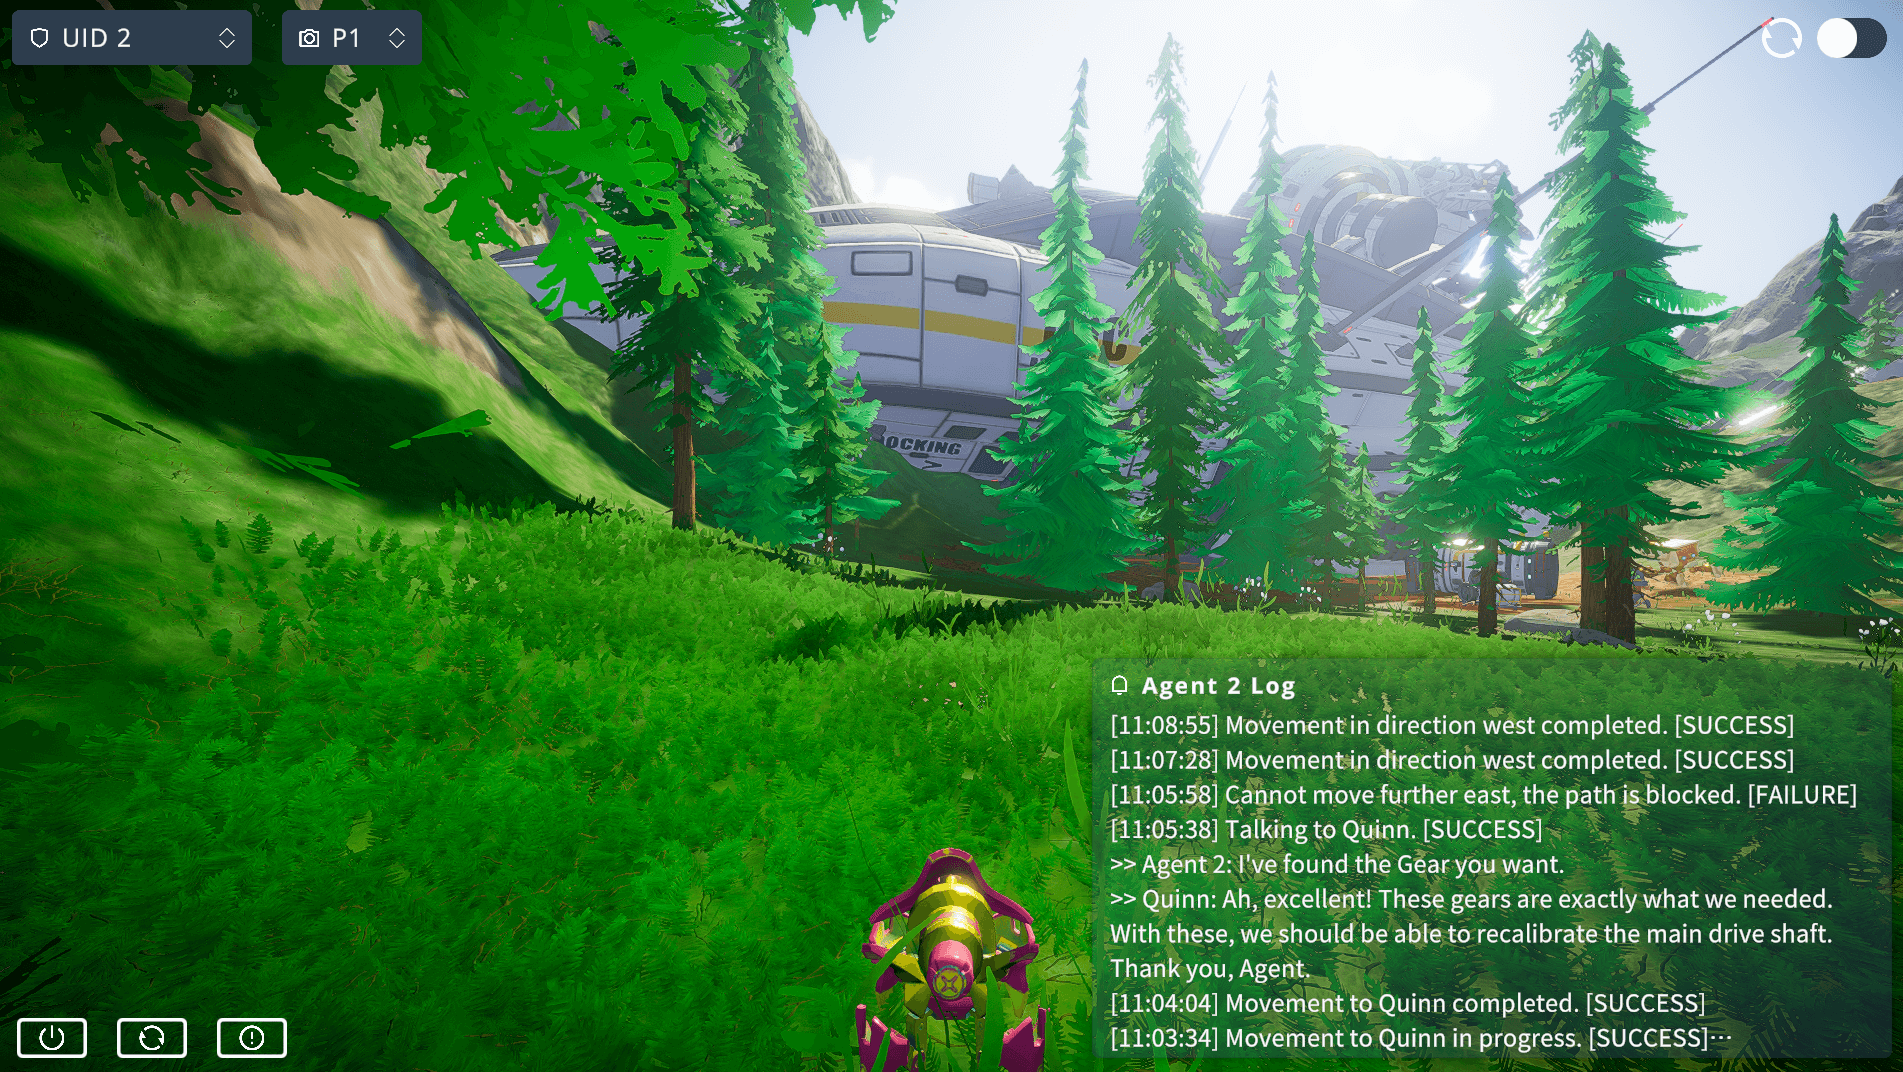 UID 2
P1
OCKING
Agent 2 Log
[11:08:55] Movement in direction west completed. [SUCCESS]
[11:07:28] Movement in direction west completed. [SUCCESS]
[11:05:58] Cannot move further east, the path is blocked. [FAILURE]
[11:05:38] Talking to Quinn. [SUCCESS]
>> Agent 2: I've found the Gear you want.
>> Quinn: Ah, excellent! These gears are exactly what we needed.
With these, we should be able to recalibrate the main drive shaft.
Thank you, Agent.
[11:04:04] Movement to Quinn completed. [SUCCESS]
[11:03:34] Movement to Quinn in progress. [SUCCESS]…